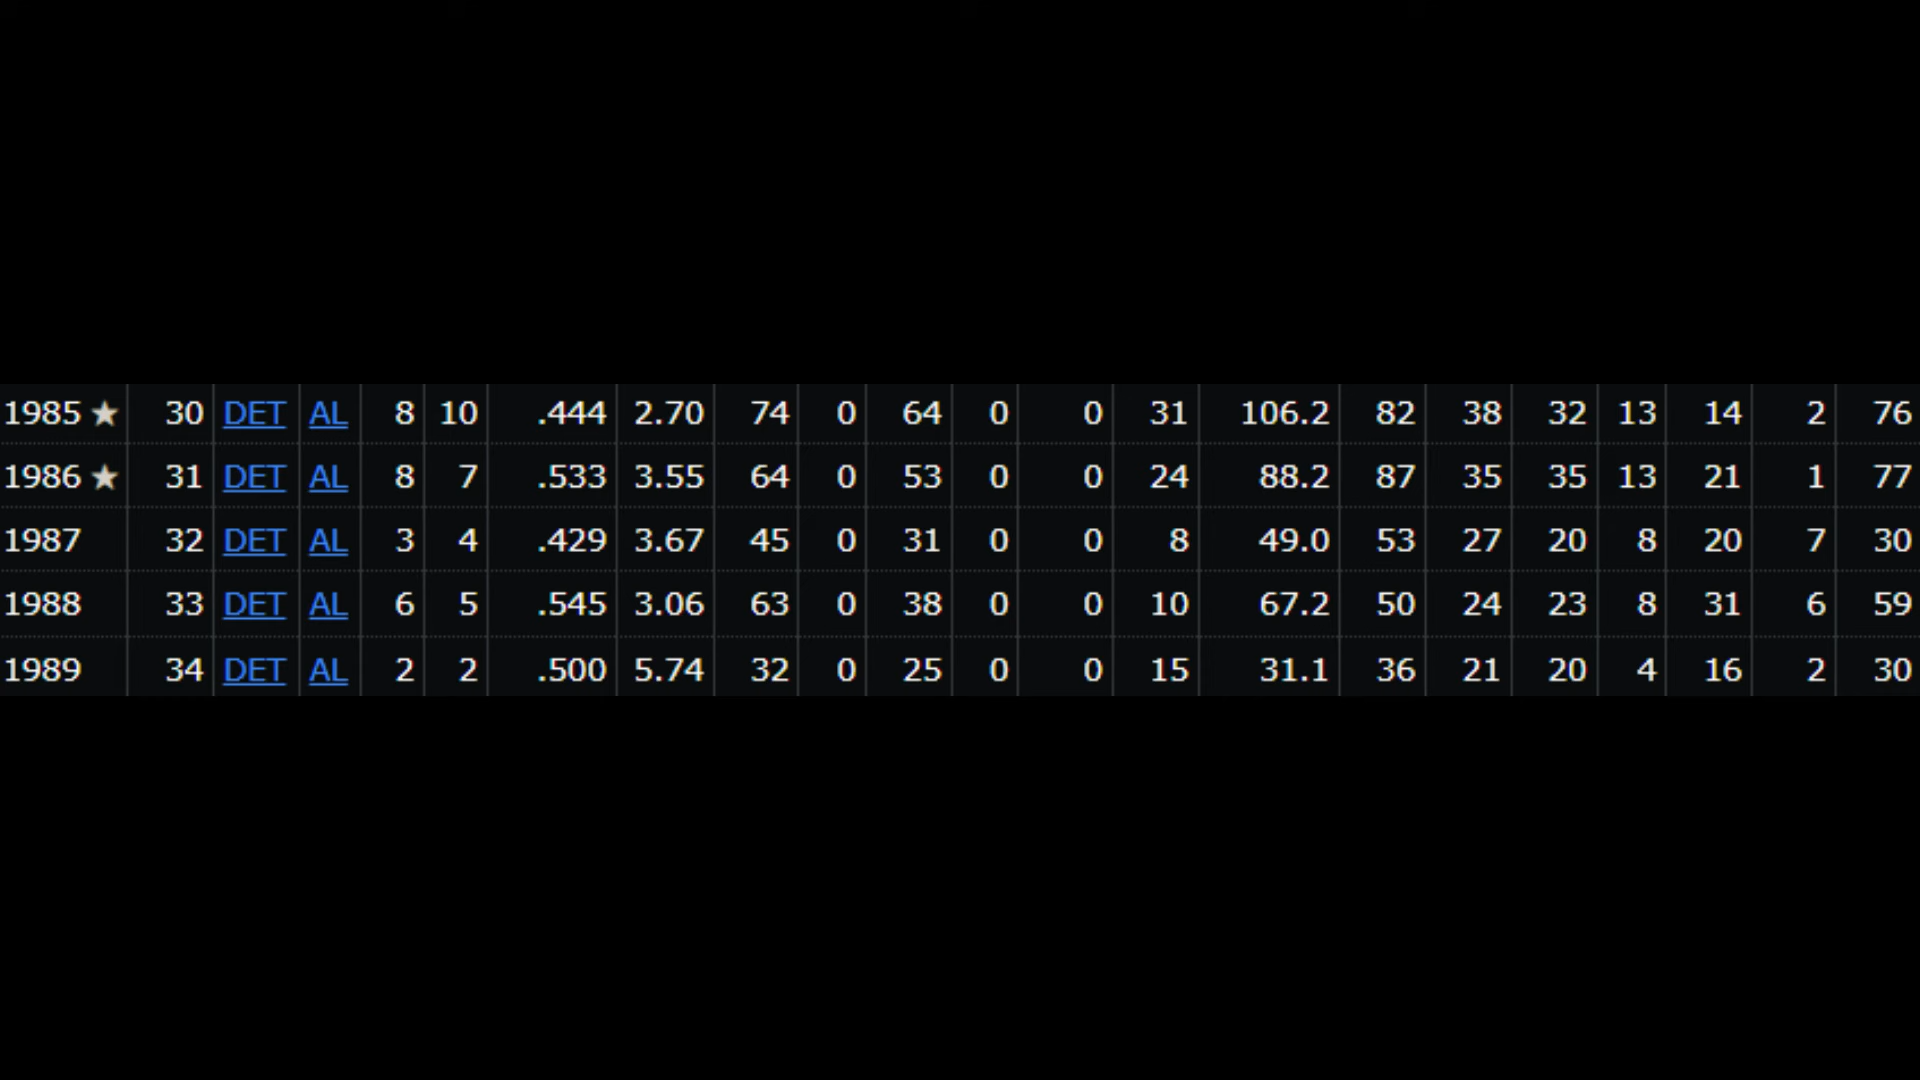 1985 ★ 30 DET AL 8 10 .444 2.70 74 0 64 0 0 31 106.2 82 38 32 13 14 2 76
1986 ★ 31 DET AL 8 7 .533 3.55 64 0 53 0 0 24 88.2 87 35 35 13 21 1 77
1987 32 DET AL 3 4 .429 3.67 45 0 31 0 0 8 49.0 53 27 20 8 20 7 30
1988 33 DET AL 6 5 .545 3.06 63 0 38 0 0 10 67.2 50 24 23 8 31 6 59
1989 34 DET AL 2 2 .500 5.74 32 0 25 0 0 15 31.1 36 21 20 4 16 2 30